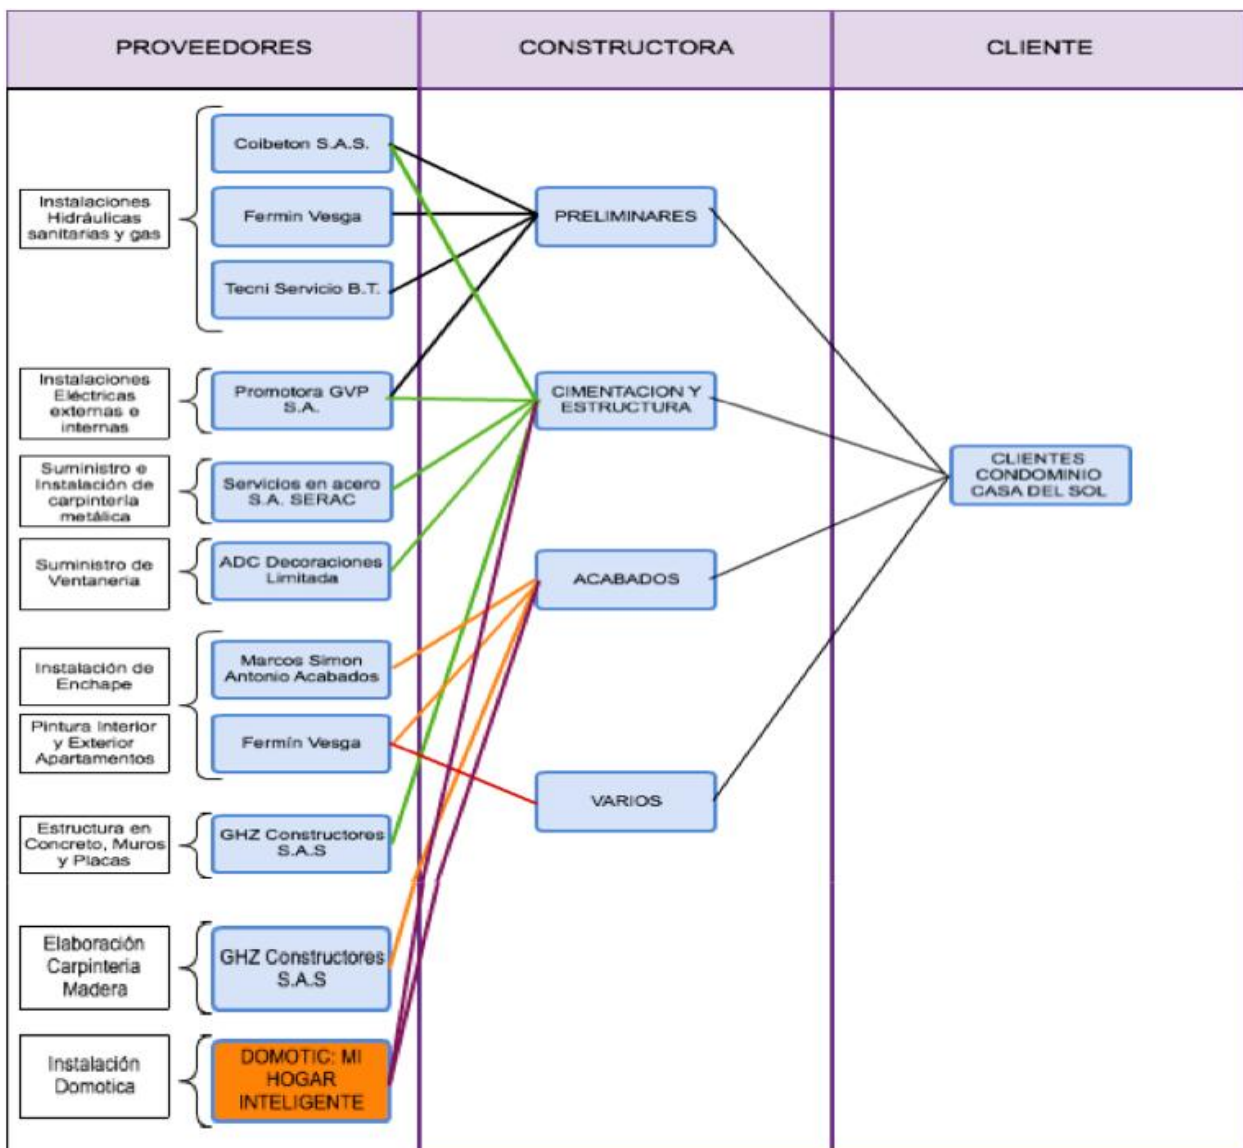 PROVEEDORES
CONSTRUCTORA
CLIENTE
Instalaciones
Hidráulicas
sanitarias y gas
Coibeton S.A.S.
Fermin Vesga
Tecni Servicio B.T.
PRELIMINARES
Instalaciones
Eléctricas
externas e
internas
Promotora GVP
S.A.
CIMENTACION Y
ESTRUCTURA
Suministro e
Instalación de
carpintería
metálica
Servicios en acero
S.A. SERAC
CLIENTES
CONDOMINIO
CASA DEL SOL
Suministro de
Ventaneria
ADC Decoraciones
Limitada
ACABADOS
Instalación de
Enchape
Marcos Simon
Antonio Acabados
Pintura Interior
y Exterior
Apartamentos
Fermín Vesga
VARIOS
Estructura en
Concreto, Muros
y Placas
GHZ Constructores
S.A.S
Elaboración
Carpinteria
Madera
GHZ Constructores
S.A.S
Instalación
Domotica
DOMOTIC: MI
HOGAR
INTELIGENTE